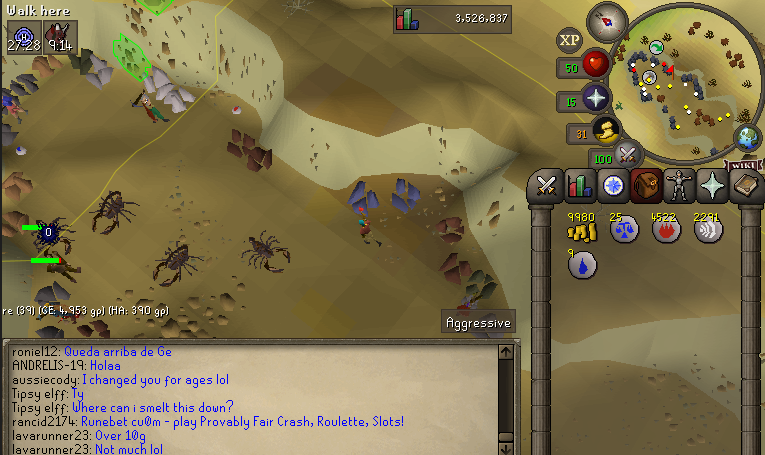 Walk here
3,526,837
27:28 9:14
XP
50
15
31
100
WIKI
9980 25 4522 2291
9
0
re (39) (GE: 4,953 gp) (HA: 390 gp)
Aggressive
roniel12: Queda arriba de Ge
ANDRELIS-19: Holaa
aussiecody: I changed you for ages lol
Tipsy elff: Ty
Tipsy elff: Where can i smelt this down?
rancid2174: Runebet cu0m - play Provably Fair Crash, Roulette, Slots!
lavarunner23: Over 10g
lavarunner23: Not much lol